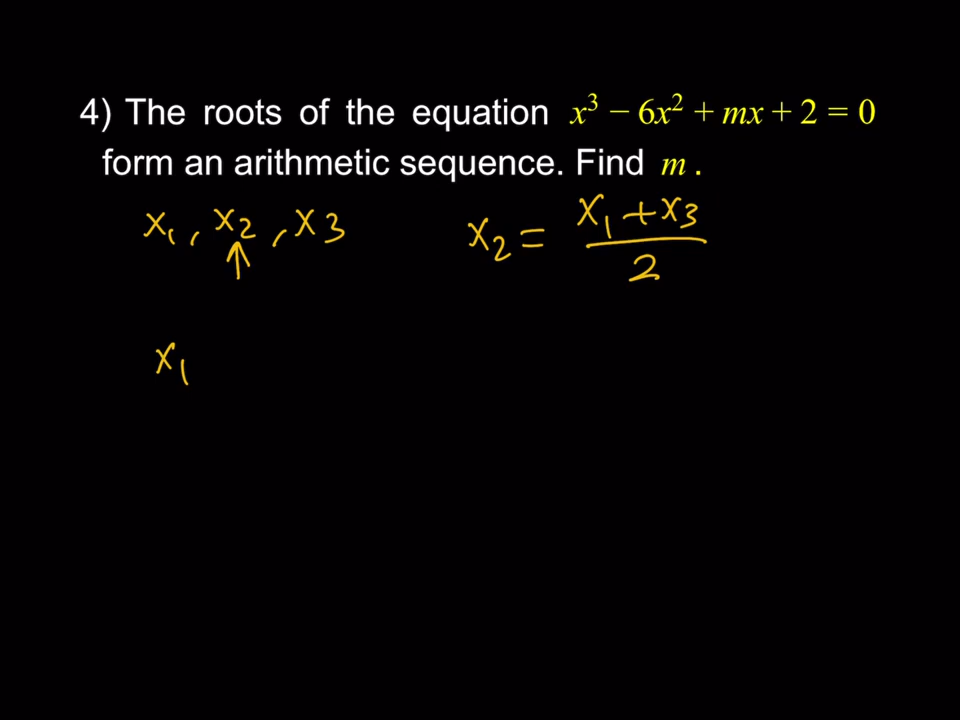 4) The roots of the equation x³ − 6x² + mx + 2 = 0
form an arithmetic sequence. Find m .
x₁ , x₂ , x₃ x₂ = (x₁ + x₃)/2
x₁